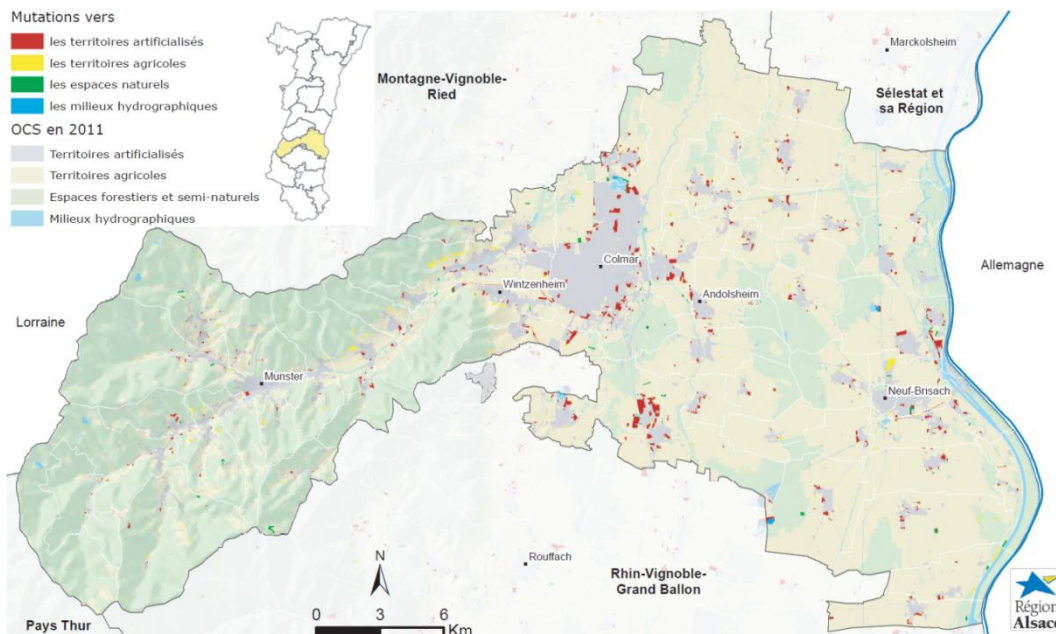 Mutations vers
les territoires artificialisés
les territoires agricoles
les espaces naturels
les milieux hydrographiques
OCS en 2011
Territoires artificialisés
Territoires agricoles
Espaces forestiers et semi-naturels
Milieux hydrographiques
Montagne-Vignoble-
Ried
Marckolsheim
Sélestat et
sa Région
Colmar
Wintzenheim
Andolsheim
Allemagne
Lorraine
Munster
Neuf-Brisach
Rouffach
Rhin-Vignoble-
Grand Ballon
N
0 3 6
Km
Pays Thur
Région
Alsace